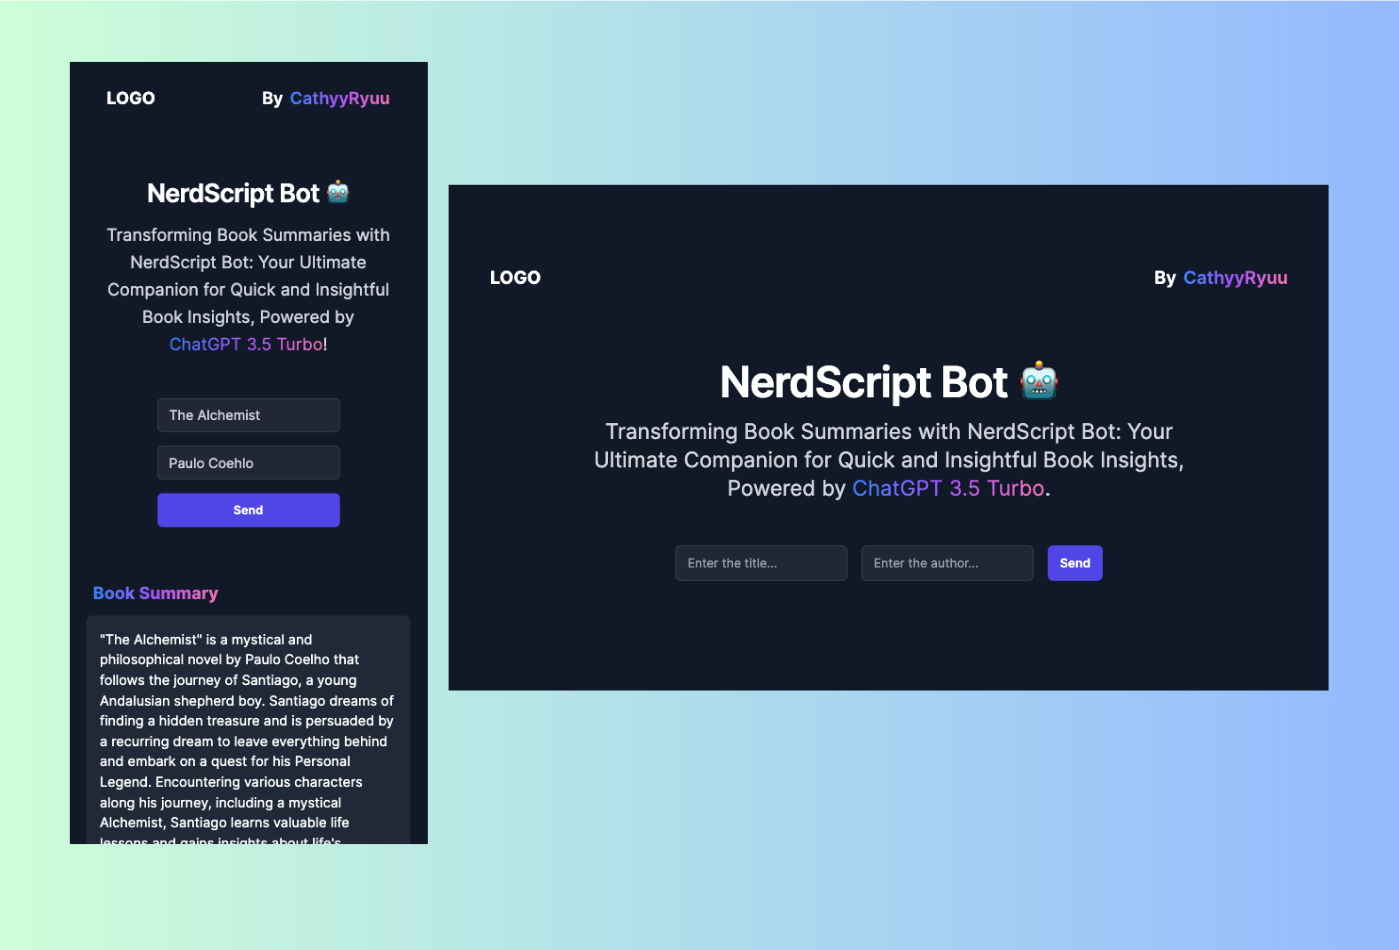 LOGO
By CathyyRyuu
NerdScript Bot 🤖
Transforming Book Summaries with
NerdScript Bot: Your Ultimate
Companion for Quick and Insightful
Book Insights, Powered by
ChatGPT 3.5 Turbo!
The Alchemist
Paulo Coehlo
Send
Book Summary
"The Alchemist" is a mystical and
philosophical novel by Paulo Coelho that
follows the journey of Santiago, a young
Andalusian shepherd boy. Santiago dreams of
finding a hidden treasure and is persuaded by
a recurring dream to leave everything behind
and embark on a quest for his Personal
Legend. Encountering various characters
along his journey, including a mystical
Alchemist, Santiago learns valuable life
lessons and gains insights about life's
LOGO
By CathyyRyuu
NerdScript Bot 🤖
Transforming Book Summaries with NerdScript Bot: Your
Ultimate Companion for Quick and Insightful Book Insights,
Powered by ChatGPT 3.5 Turbo.
Enter the title...
Enter the author...
Send